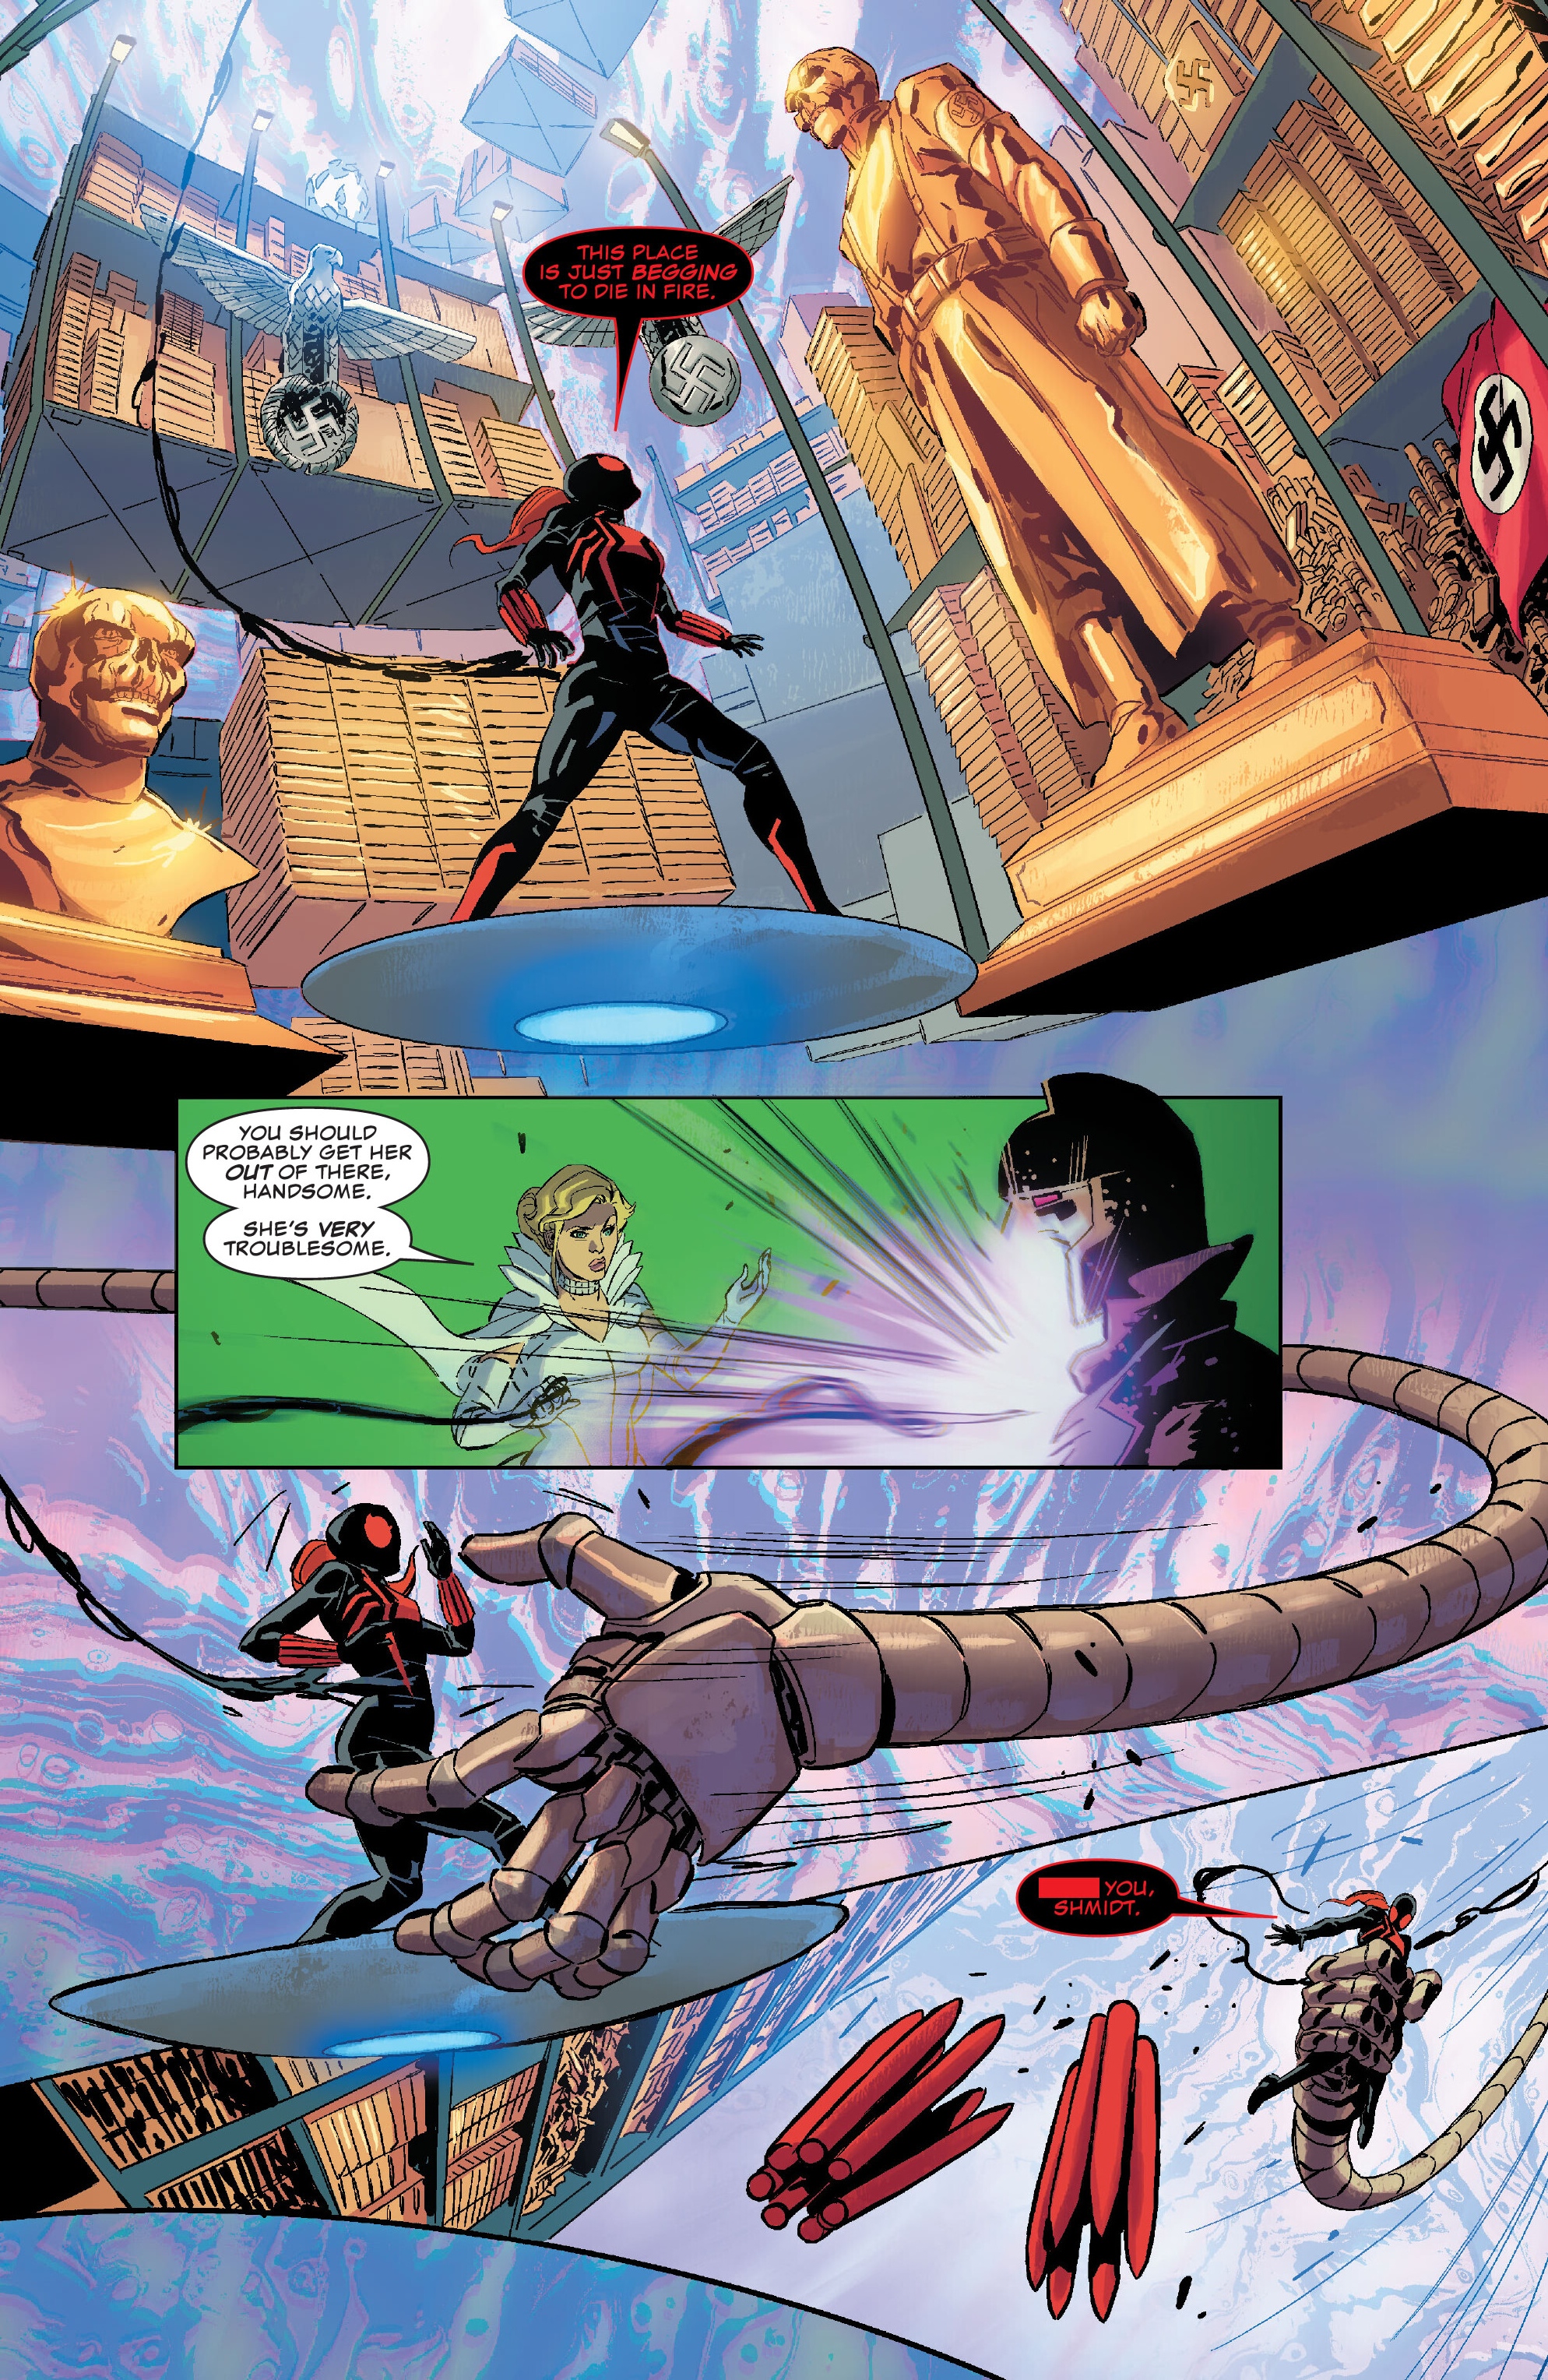 THIS PLACE
IS JUST BEGGING
TO DIE IN FIRE.
YOU SHOULD
PROBABLY GET HER
OUT OF THERE,
HANDSOME.
SHE'S VERY
TROUBLESOME.
YOU,
SHMIDT.